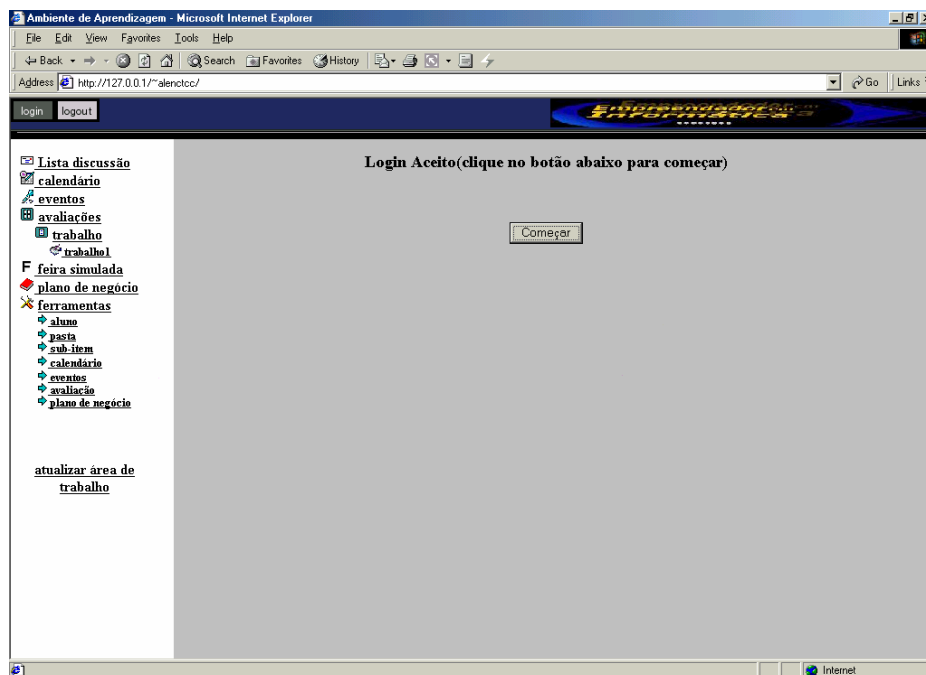 Ambiente de Aprendizagem - Microsoft Internet Explorer
File Edit View Favorites Tools Help
Back Search Favorites History
Address http://127.0.0.1/~alenctcc/ Go Links
login logout
Empreendedor
Informática
Lista discussão
calendário
eventos
avaliações
trabalho
trabalho1
F feira simulada
plano de negócio
ferramentas
aluno
pasta
sub-item
calendário
eventos
avaliação
plano de negócio
atualizar área de
trabalho
Login Aceito(clique no botão abaixo para começar)
Começar
Internet